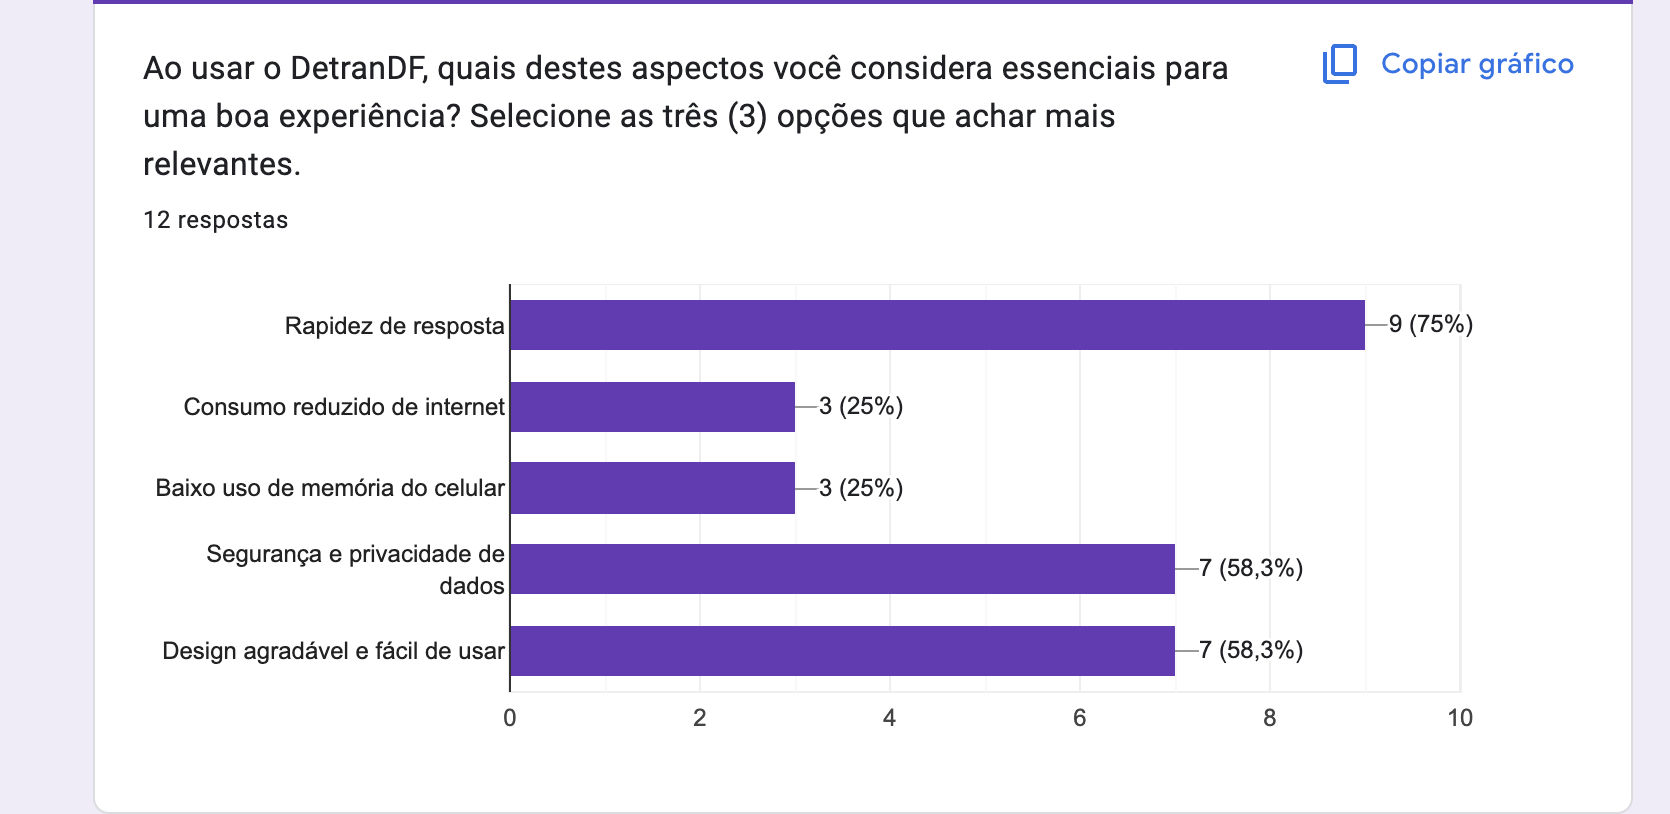 Ao usar o DetranDF, quais destes aspectos você considera essenciais para
uma boa experiência? Selecione as três (3) opções que achar mais
relevantes.
Copiar gráfico
12 respostas
Rapidez de resposta
9 (75%)
Consumo reduzido de internet
3 (25%)
Baixo uso de memória do celular
3 (25%)
Segurança e privacidade de
dados
7 (58,3%)
Design agradável e fácil de usar
7 (58,3%)
0 2 4 6 8 10